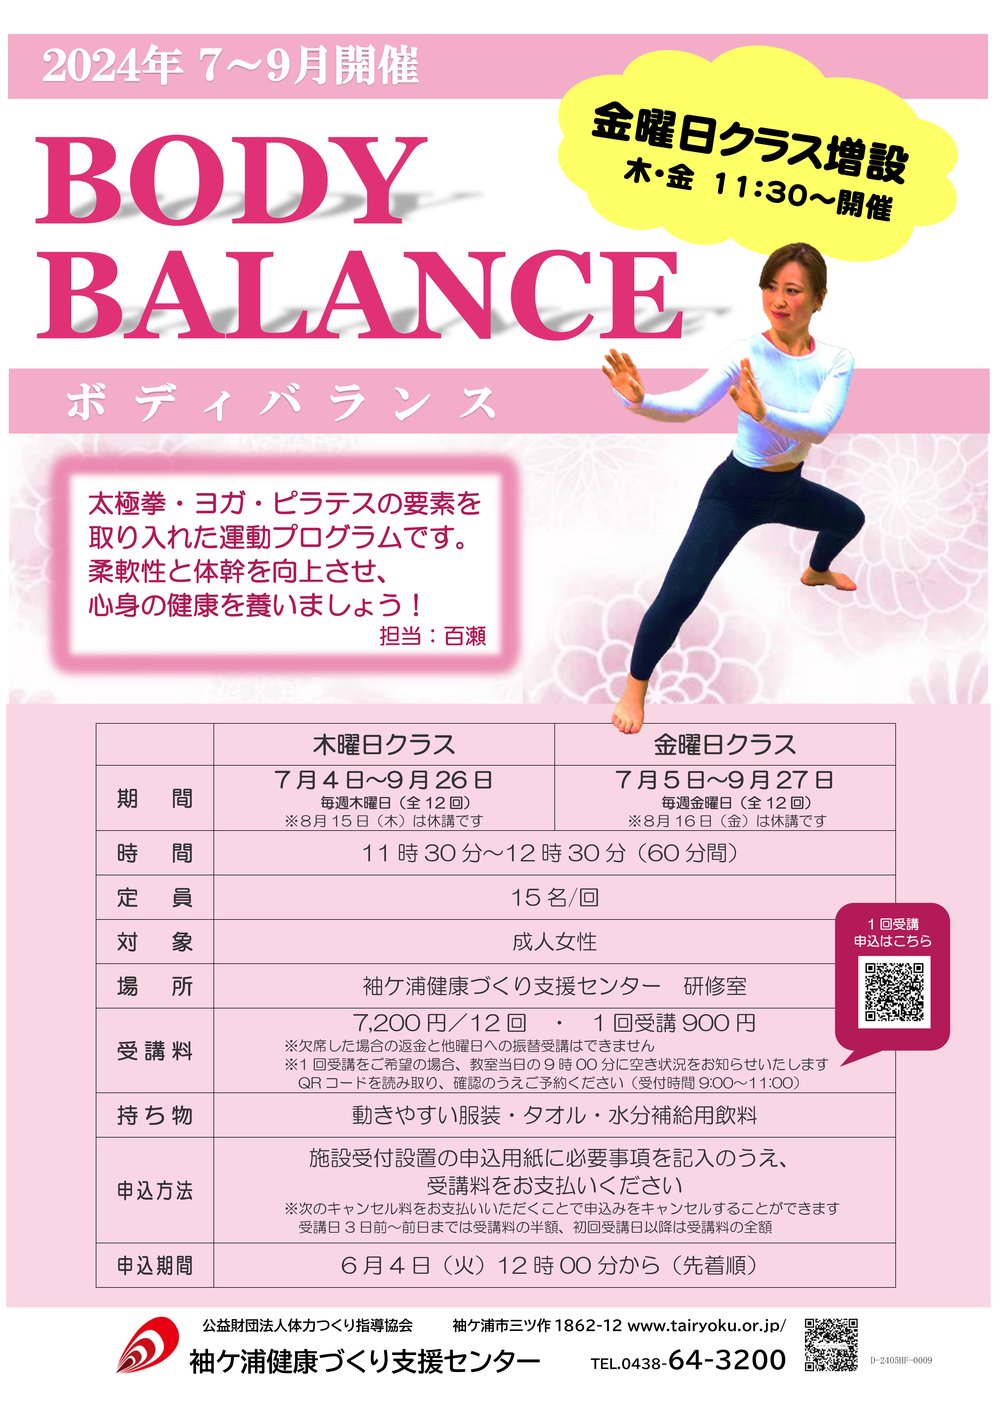 2024年 7～9月開催
金曜日クラス増設
木・金 11：30～開催
BODY
BALANCE
ボディバランス
太極拳・ヨガ・ピラテスの要素を
取り入れた運動プログラムです。
柔軟性と体幹を向上させ、
心身の健康を養いましょう！
担当：百瀬
木曜日クラス 金曜日クラス
期 間
7月4日～9月26日
毎週木曜日（全12回）
※8月15日（木）は休講です
7月5日～9月27日
毎週金曜日（全12回）
※8月16日（金）は休講です
時 間 11時30分～12時30分（60分間）
定 員 15名/回
対 象 成人女性
場 所 袖ケ浦健康づくり支援センター 研修室
受講料 7,200円／12回 ・ 1回受講900円
※欠席した場合の返金と他曜日への振替受講はできません
※1回受講をご希望の場合、教室当日の9時00分に空き状況をお知らせいたします
QRコードを読み取り、確認のうえご予約ください（受付時間9:00～11:00）
1回受講
申込はこちら
持ち物 動きやすい服装・タオル・水分補給用飲料
申込方法 施設受付設置の申込用紙に必要事項を記入のうえ、
受講料をお支払いください
※次のキャンセル料をお支払いいただくことで申込みをキャンセルすることができます
受講日3日前～前日までは受講料の半額、初回受講日以降は受講料の全額
申込期間 6月4日（火）12時00分から（先着順）
公益財団法人体力つくり指導協会 袖ケ浦市三ツ作1862-12 www.tairyoku.or.jp/
袖ケ浦健康づくり支援センター TEL.0438-64-3200
D-2405HF-0009